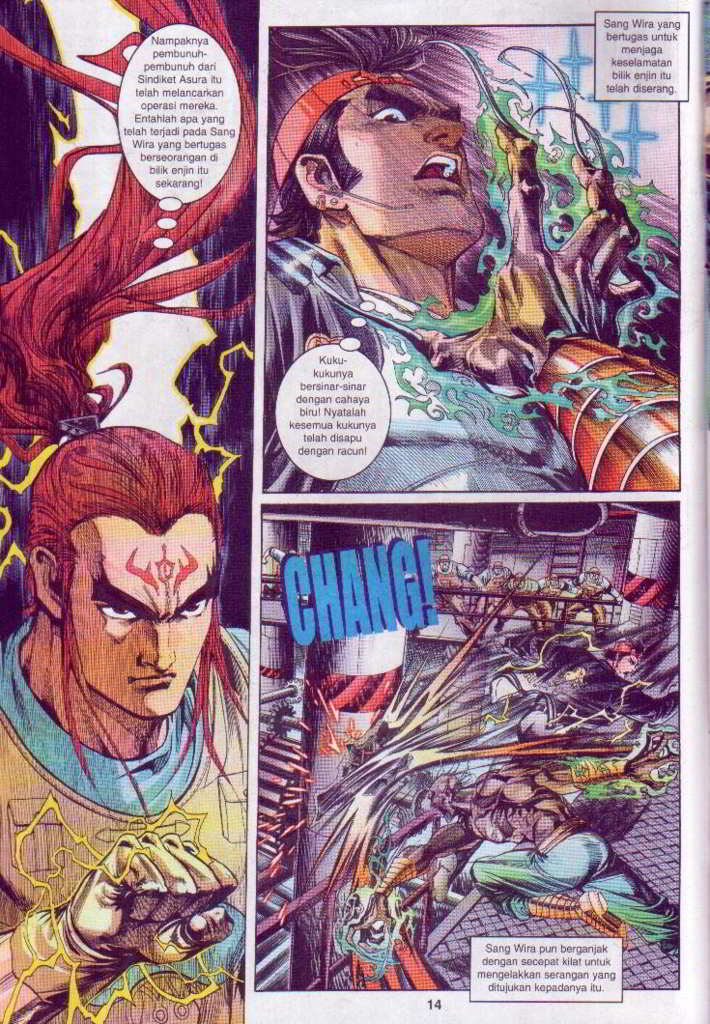 Nampaknya
pembunuh-
pembunuh dari
Sindiket Asura itu
telah melancarkan
operasi mereka.
Entahlah apa yang
telah terjadi pada Sang
Wira yang bertugas
berseorangan di
bilik enjin itu
sekarang!
Sang Wira yang
bertugas untuk
menjaga
keselamatan
bilik enjin itu
telah diserang.
Kuku-
kukunya
bersinar-sinar
dengan cahaya
biru! Nyatalah
kesemua kukunya
telah disapu
dengan racun!
CHANG!
Sang Wira pun berganjak
dengan secepat kilat untuk
mengelakkan serangan yang
ditujukan kepadanya itu.
14